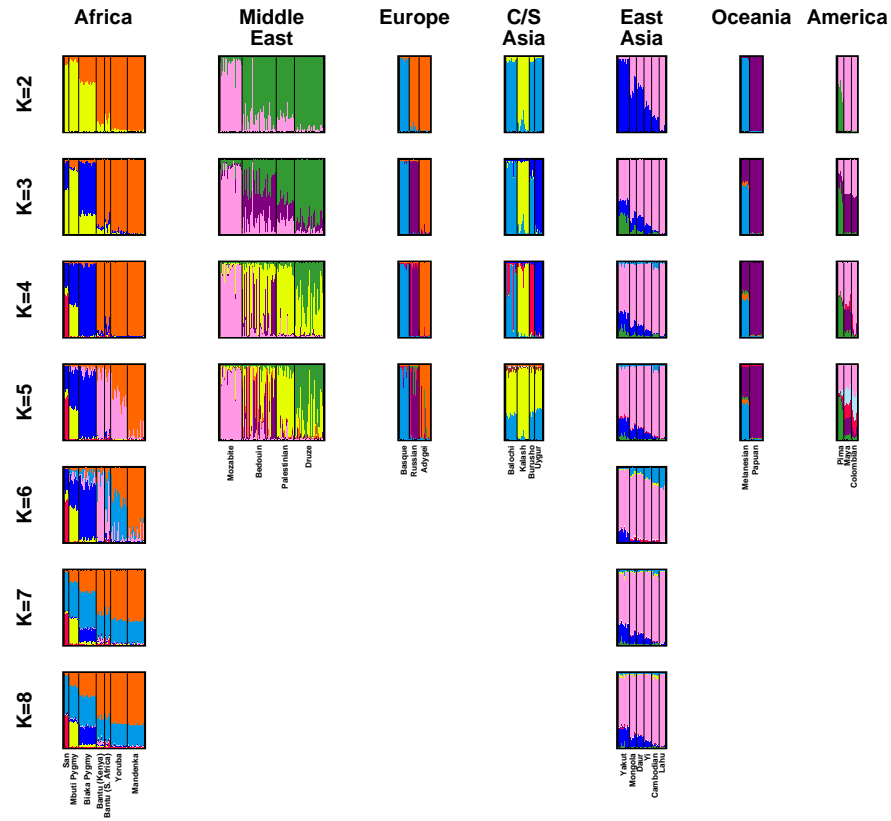 Africa
Middle
East
Europe
C/S
Asia
East
Asia
Oceania
America
K=2
K=3
K=4
K=5
Mozabite
Bedouin
Palestinian
Druze
Basque
Russian
Adygei
Balochi
Kalash
Burusho
Uygur
Melanesian
Papuan
Pima
Maya
Colombian
K=6
K=7
K=8
San
Mbuti Pygmy
Biaka Pygmy
Bantu (Kenya)
Bantu (S. Africa)
Yoruba
Mandenka
Yakut
Mongola
Daur
Yi
Cambodian
Lahu